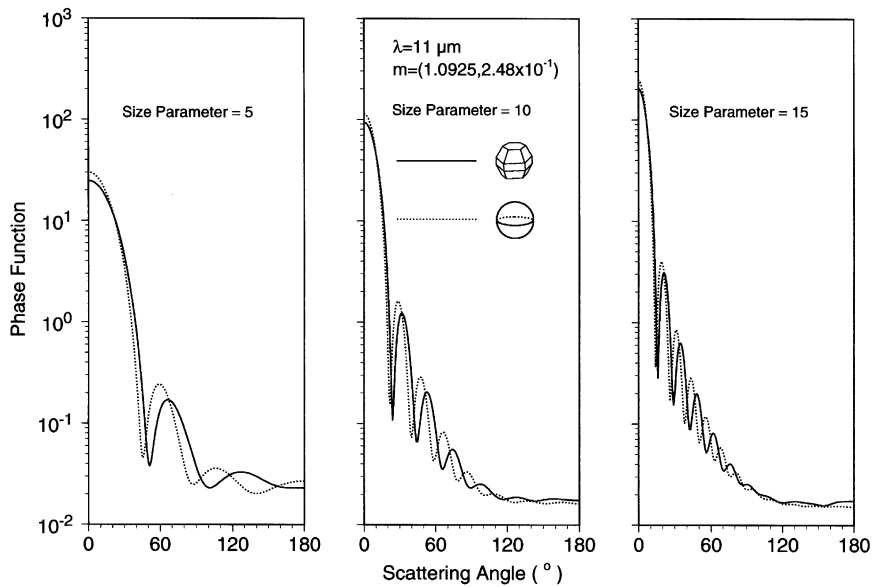 10³
10²
10¹
10⁰
10⁻¹
10⁻²
Phase Function
Size Parameter = 5
0 60 120 180
λ=11 µm
m=(1.0925,2.48x10⁻¹)
Size Parameter = 10
0 60 120 180
Size Parameter = 15
0 60 120 180
Scattering Angle ( ° )